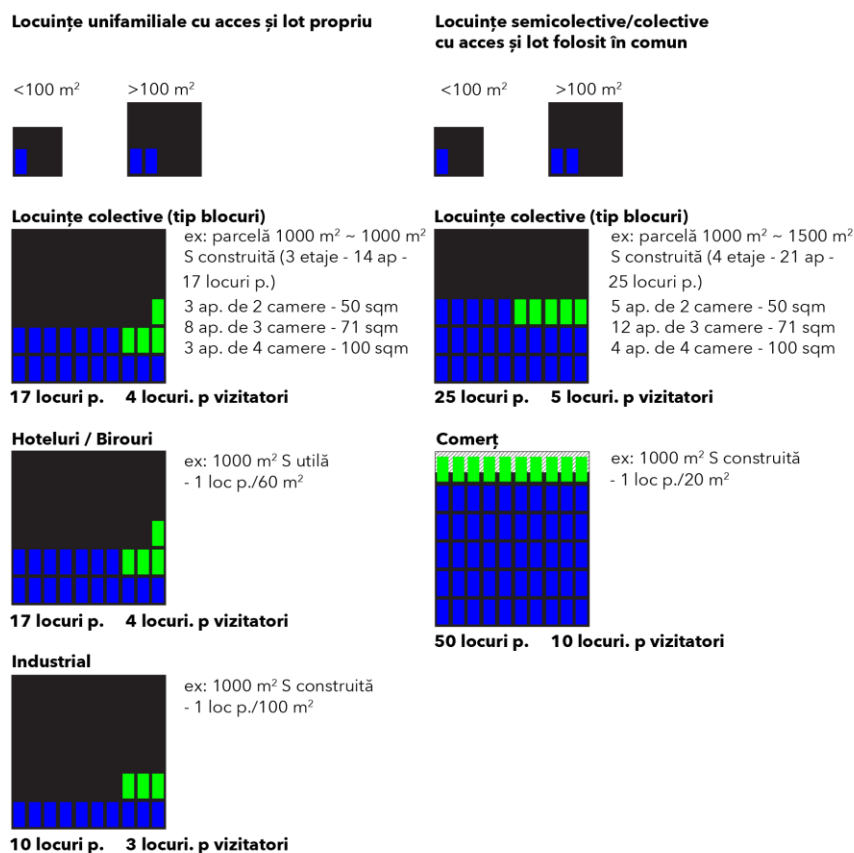 Locuințe unifamiliale cu acces și lot propriu
<100 m²
>100 m²
Locuințe semicolective/colective
cu acces și lot folosit în comun
<100 m²
>100 m²
Locuințe colective (tip blocuri)
ex: parcelă 1000 m² ~ 1000 m²
S construită (3 etaje - 14 ap -
17 locuri p.)
3 ap. de 2 camere - 50 sqm
8 ap. de 3 camere - 71 sqm
3 ap. de 4 camere - 100 sqm
17 locuri p. 4 locuri. p vizitatori
Locuințe colective (tip blocuri)
ex: parcelă 1000 m² ~ 1500 m²
S construită (4 etaje - 21 ap -
25 locuri p.)
5 ap. de 2 camere - 50 sqm
12 ap. de 3 camere - 71 sqm
4 ap. de 4 camere - 100 sqm
25 locuri p. 5 locuri. p vizitatori
Hoteluri / Birouri
ex: 1000 m² S utilă
- 1 loc p./60 m²
17 locuri p. 4 locuri. p vizitatori
Comerț
ex: 1000 m² S construită
- 1 loc p./20 m²
50 locuri p. 10 locuri. p vizitatori
Industrial
ex: 1000 m² S construită
- 1 loc p./100 m²
10 locuri p. 3 locuri. p vizitatori